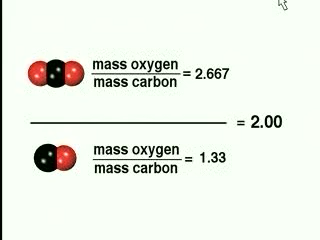 mass oxygen
mass carbon = 2.667
= 2.00
mass oxygen
mass carbon = 1.33